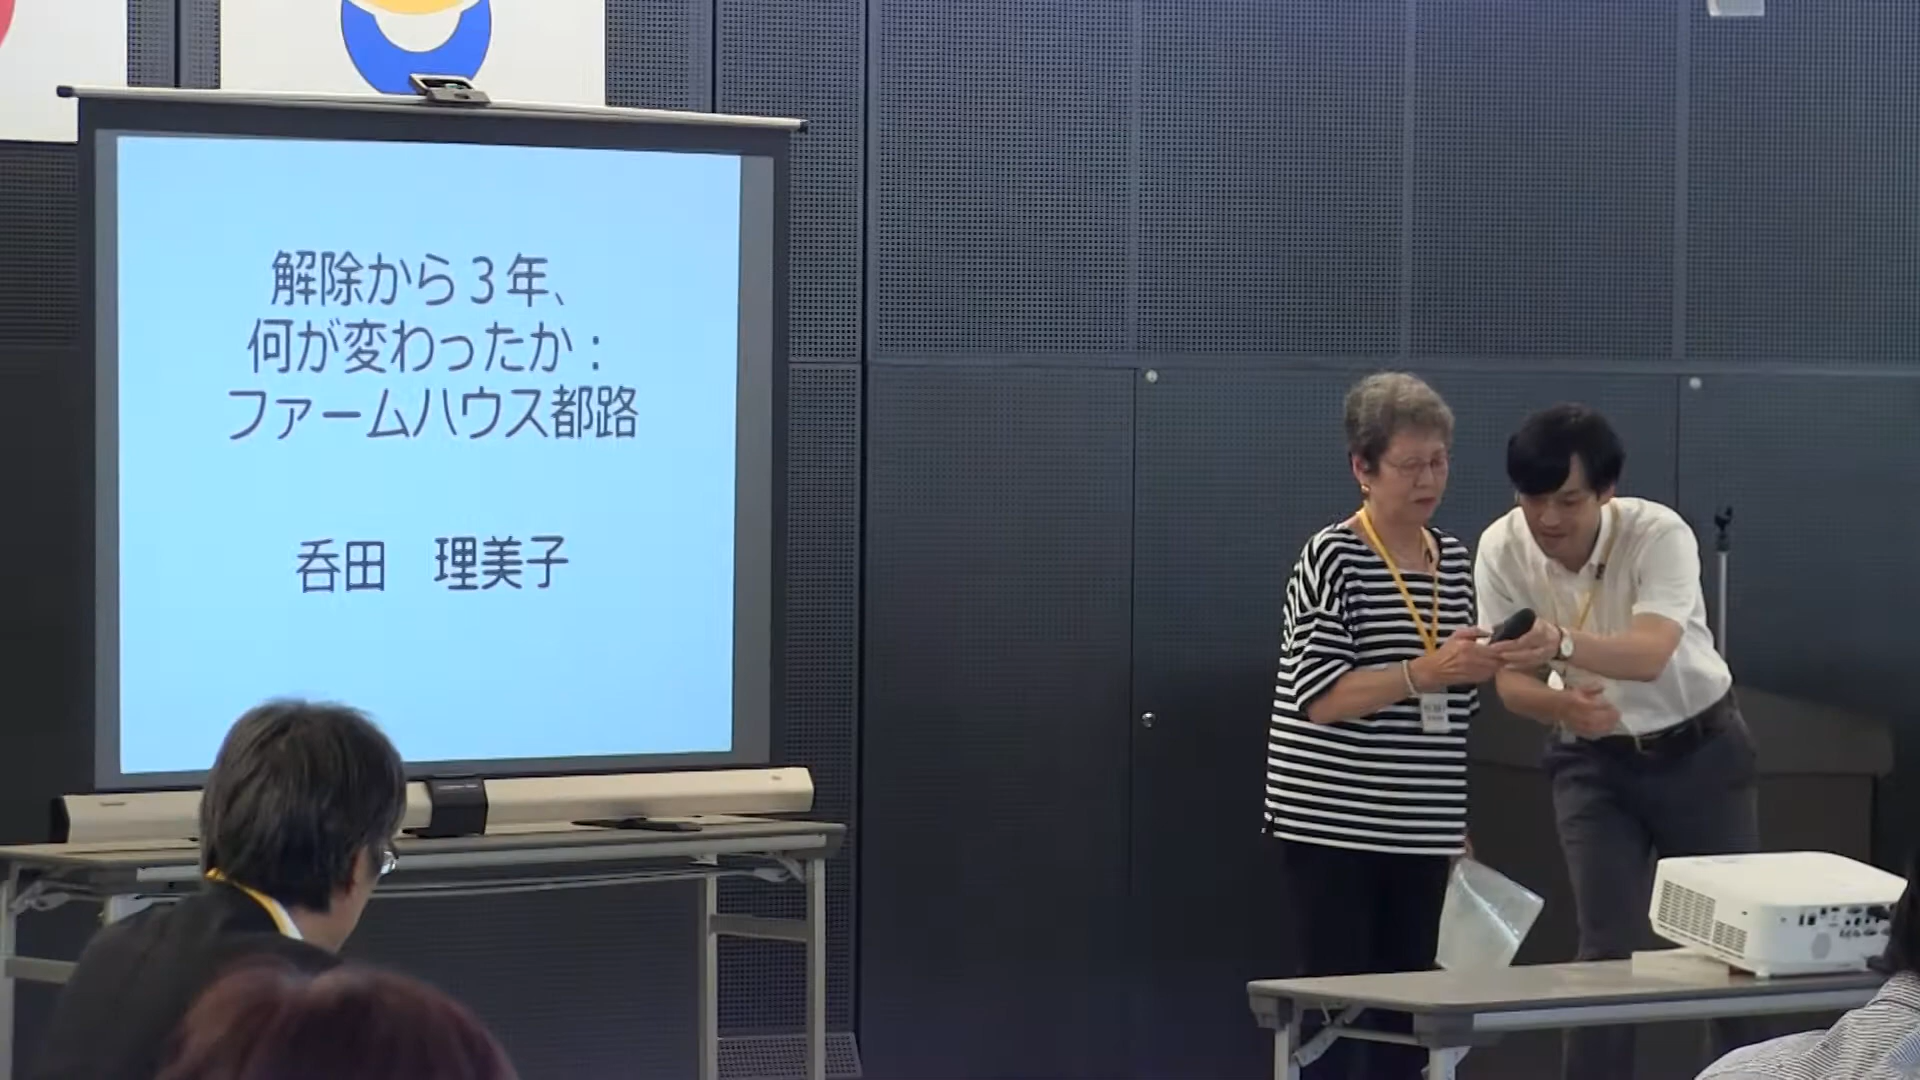 解除から３年、
何が変わったか：
ファームハウス都路
呑田　理美子